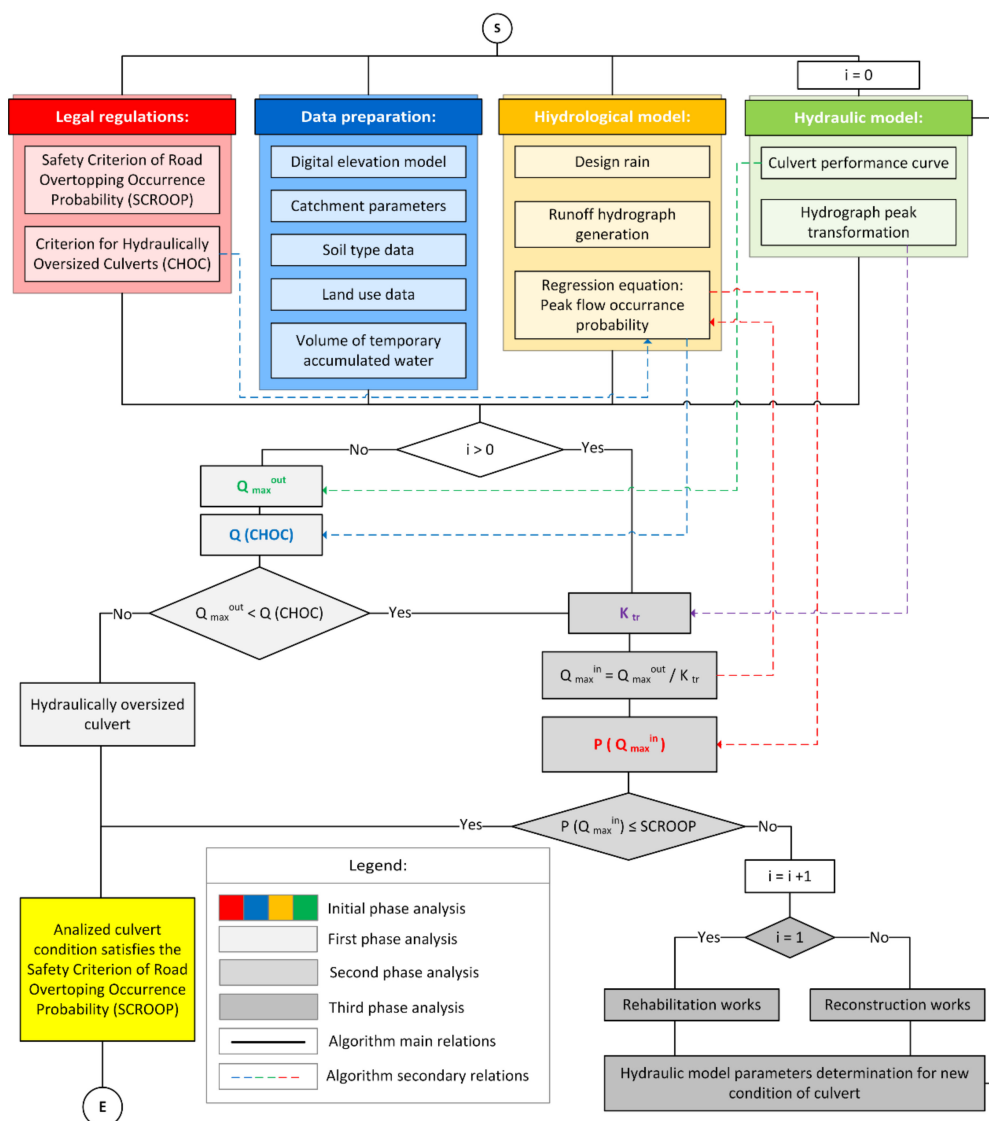 S
i = 0
Legal regulations:
Safety Criterion of Road
Overtopping Occurrence
Probability (SCROOP)
Criterion for Hydraulically
Oversized Culverts (CHOC)
Data preparation:
Digital elevation model
Catchment parameters
Soil type data
Land use data
Volume of temporary
accumulated water
Hiydrological model:
Design rain
Runoff hydrograph
generation
Regression equation:
Peak flow occurrance
probability
Hydraulic model:
Culvert performance curve
Hydrograph peak
transformation
No
i > 0
Yes
Q max out
Q (CHOC)
No
Q max out < Q (CHOC)
Yes
K tr
Q max in = Q max out / K tr
Hydraulically oversized
culvert
P ( Q max in )
Yes
P (Q max in ) ≤ SCROOP
No
i = i +1
Yes
i = 1
No
Rehabilitation works
Reconstruction works
Hydraulic model parameters determination for new
condition of culvert
Analized culvert
condition satisfies the
Safety Criterion of Road
Overtoping Occurrence
Probability (SCROOP)
E
Legend:
Initial phase analysis
First phase analysis
Second phase analysis
Third phase analysis
Algorithm main relations
Algorithm secondary relations